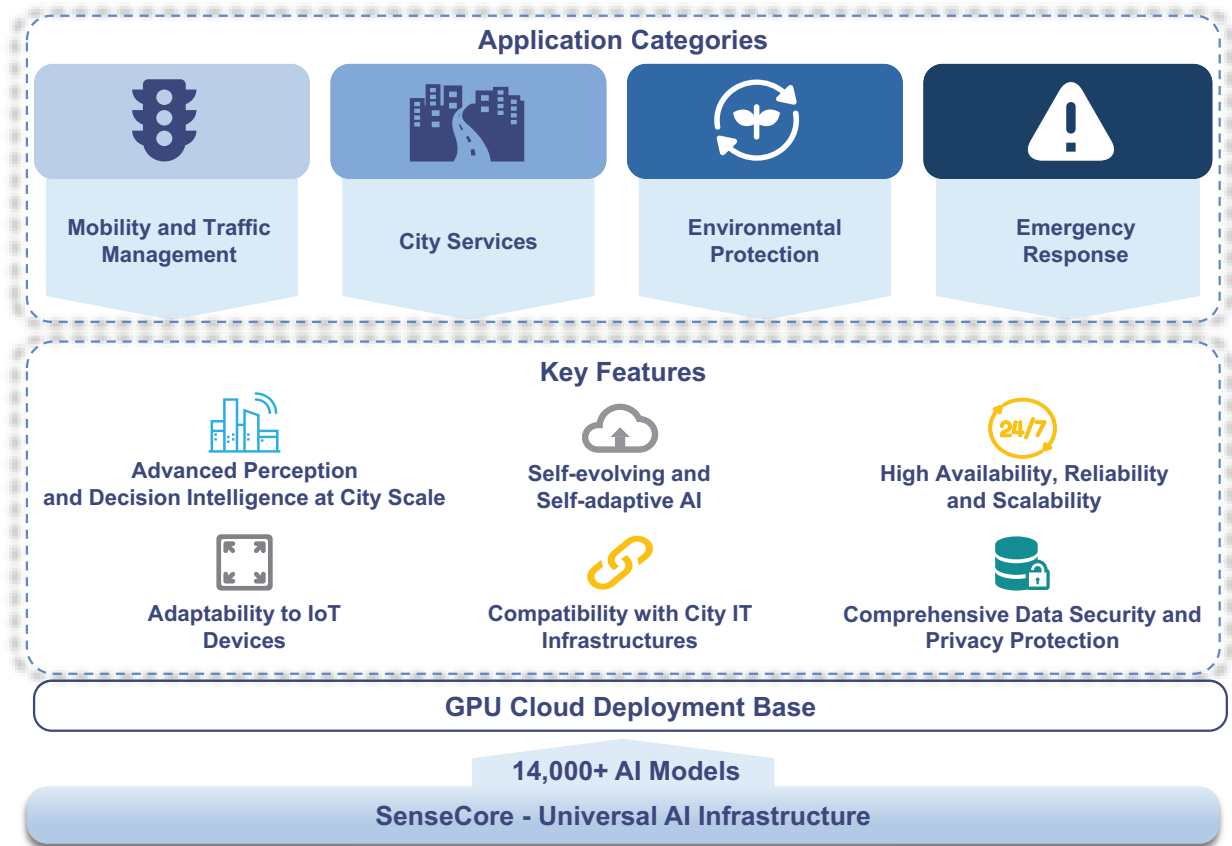 Application Categories
Mobility and Traffic
Management
City Services
Environmental
Protection
Emergency
Response
Key Features
Advanced Perception
and Decision Intelligence at City Scale
Self-evolving and
Self-adaptive AI
24/7
High Availability, Reliability
and Scalability
Adaptability to IoT
Devices
Compatibility with City IT
Infrastructures
Comprehensive Data Security and
Privacy Protection
GPU Cloud Deployment Base
14,000+ AI Models
SenseCore - Universal AI Infrastructure